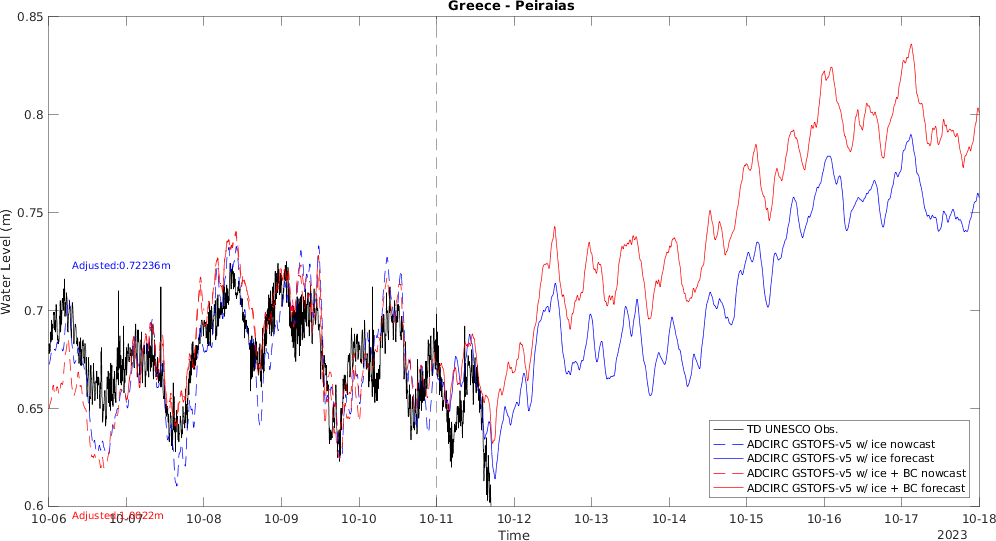 Greece - Peiraias
0.85
0.8
0.75
0.7
0.65
0.6
Water Level (m)
Adjusted:0.72236m
TD UNESCO Obs.
ADCIRC GSTOFS-v5 w/ ice nowcast
ADCIRC GSTOFS-v5 w/ ice forecast
ADCIRC GSTOFS-v5 w/ ice + BC nowcast
ADCIRC GSTOFS-v5 w/ ice + BC forecast
10-06 10-07 10-08 10-09 10-10 10-11 10-12 10-13 10-14 10-15 10-16 10-17 10-18
Time
2023